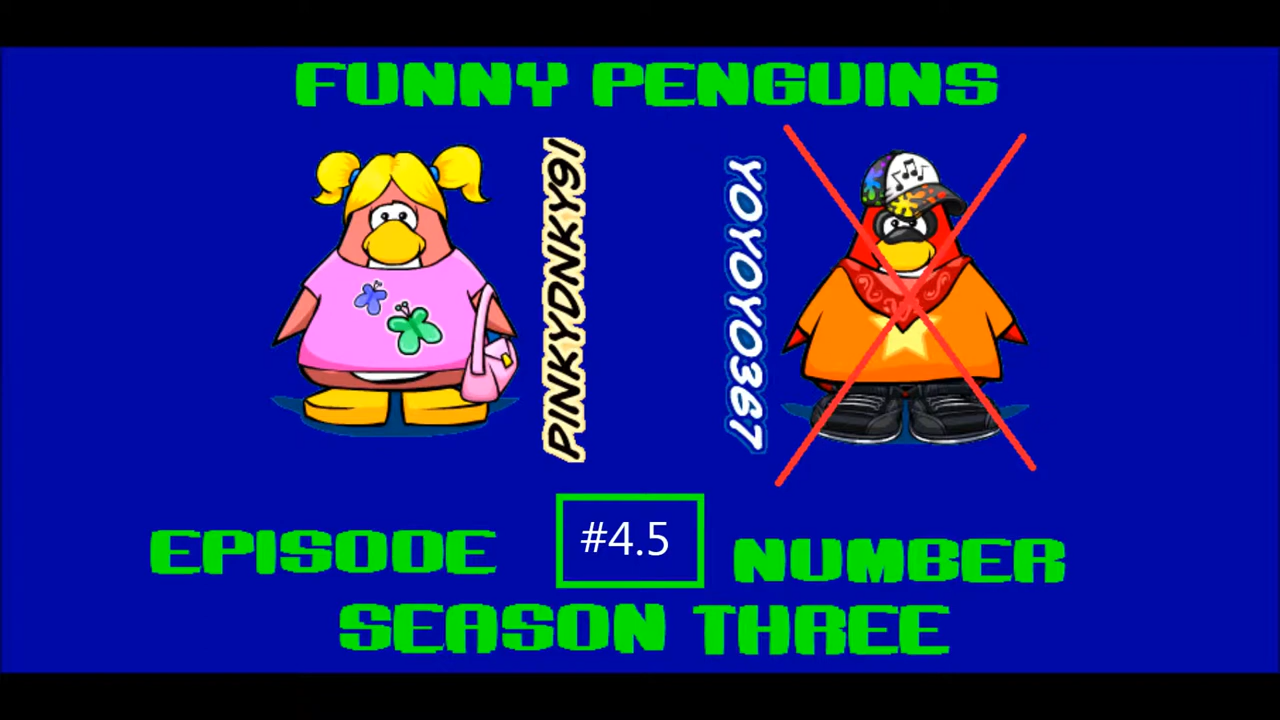 FUNNY PENGUINS
PINKYDNKY91
YOYOYO367
EPISODE #4.5 NUMBER
SEASON THREE